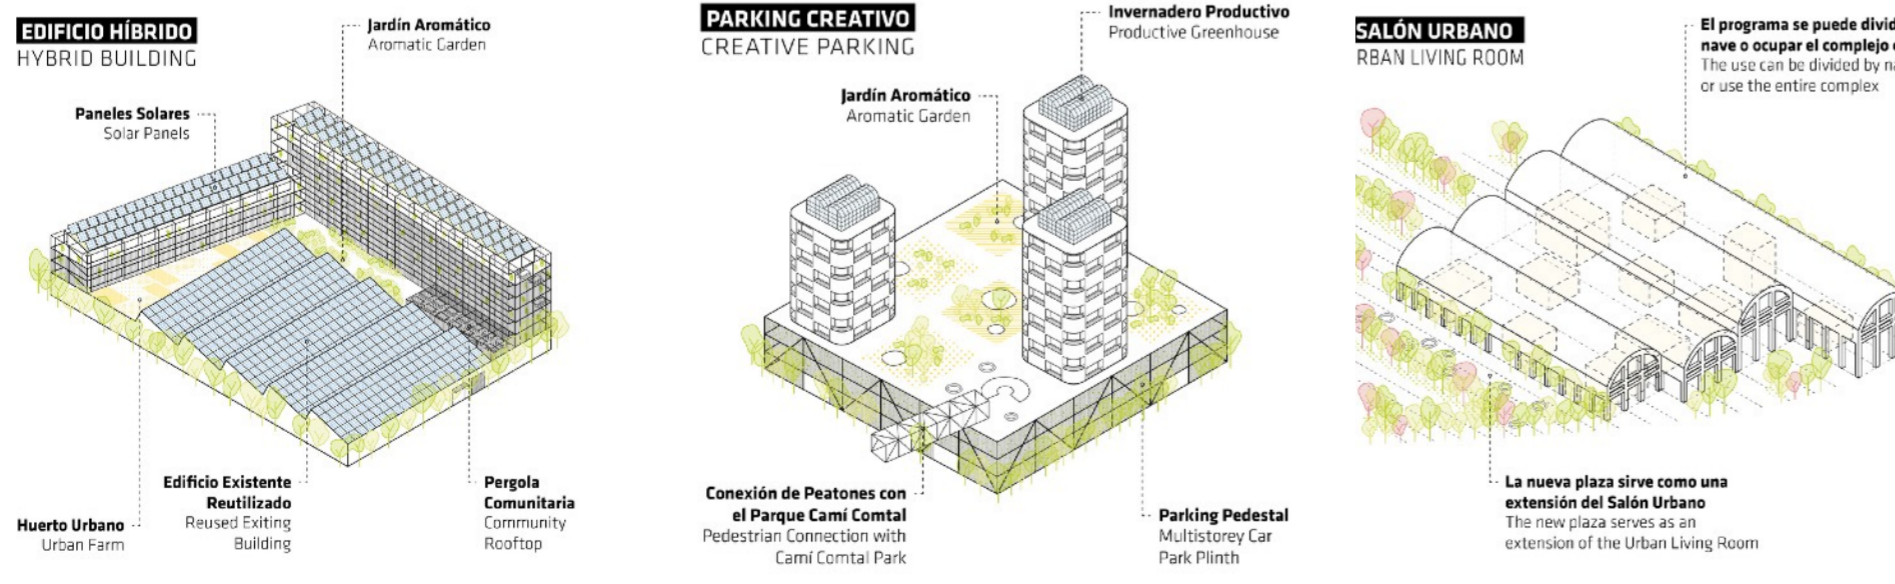 EDIFICIO HÍBRIDO
HYBRID BUILDING
Jardín Aromático
Aromatic Garden
Paneles Solares
Solar Panels
Edificio Existente
Reutilizado
Reused Exiting
Building
Huerto Urbano
Urban Farm
Pergola
Comunitaria
Community
Rooftop
PARKING CREATIVO
CREATIVE PARKING
Invernadero Productivo
Productive Greenhouse
Jardín Aromático
Aromatic Garden
Conexión de Peatones con
el Parque Camí Comtal
Pedestrian Connection with
Camí Comtal Park
Parking Pedestal
Multistorey Car
Park Plinth
SALÓN URBANO
RBAN LIVING ROOM
El programa se puede divid
nave o ocupar el complejo
The use can be divided by
or use the entire complex
La nueva plaza sirve como una
extensión del Salón Urbano
The new plaza serves as an
extension of the Urban Living Room